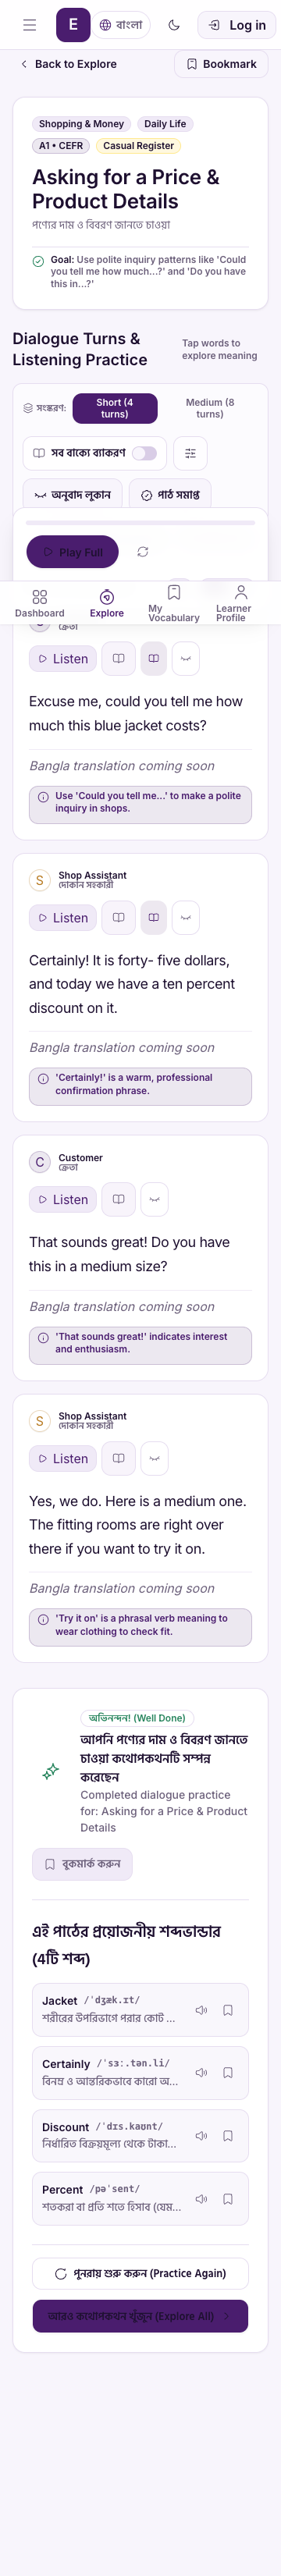 E
বাংলা
Log in
Back to Explore
Bookmark
Shopping & Money
Daily Life
A1 • CEFR
Casual Register
Asking for a Price &
Product Details
পণ্যের দাম ও বিবরণ জানতে চাওয়া
Goal: Use polite inquiry patterns like 'Could
you tell me how much...?' and 'Do you have
this in...?'
Dialogue Turns &
Listening Practice
Tap words to
explore meaning
সংস্করণ:
Short (4
turns)
Medium (8
turns)
সব বাক্যে ব্যাকরণ
অনুবাদ লুকান
পাঠ সমাপ্ত
Play Full
Dashboard
Explore
My
Vocabulary
Learner
Profile
ক্রেতা
Listen
Excuse me, could you tell me how
much this blue jacket costs?
Bangla translation coming soon
Use 'Could you tell me...' to make a polite
inquiry in shops.
S
Shop Assistant
দোকান সহকারী
Listen
Certainly! It is forty- five dollars,
and today we have a ten percent
discount on it.
Bangla translation coming soon
'Certainly!' is a warm, professional
confirmation phrase.
C
Customer
ক্রেতা
Listen
That sounds great! Do you have
this in a medium size?
Bangla translation coming soon
'That sounds great!' indicates interest
and enthusiasm.
S
Shop Assistant
দোকান সহকারী
Listen
Yes, we do. Here is a medium one.
The fitting rooms are right over
there if you want to try it on.
Bangla translation coming soon
'Try it on' is a phrasal verb meaning to
wear clothing to check fit.
অভিনন্দন! (Well Done)
আপনি পণ্যের দাম ও বিবরণ জানতে
চাওয়া কথোপকথনটি সম্পন্ন
করেছেন
Completed dialogue practice
for: Asking for a Price & Product
Details
বুকমার্ক করুন
এই পাঠের প্রয়োজনীয় শব্দভান্ডার
(4টি শব্দ)
Jacket /ˈdʒæk.ɪt/
শরীরের উপরিভাগে পরার কোট ...
Certainly /ˈsɜː.tən.li/
বিনম্র ও আন্তরিকভাবে কারো অ...
Discount /ˈdɪs.kaʊnt/
নির্ধারিত বিক্রয়মূল্য থেকে টাকা...
Percent /pəˈsent/
শতকরা বা প্রতি শতে হিসাব (যেম...
পুনরায় শুরু করুন (Practice Again)
আরও কথোপকথন খুঁজুন (Explore All)